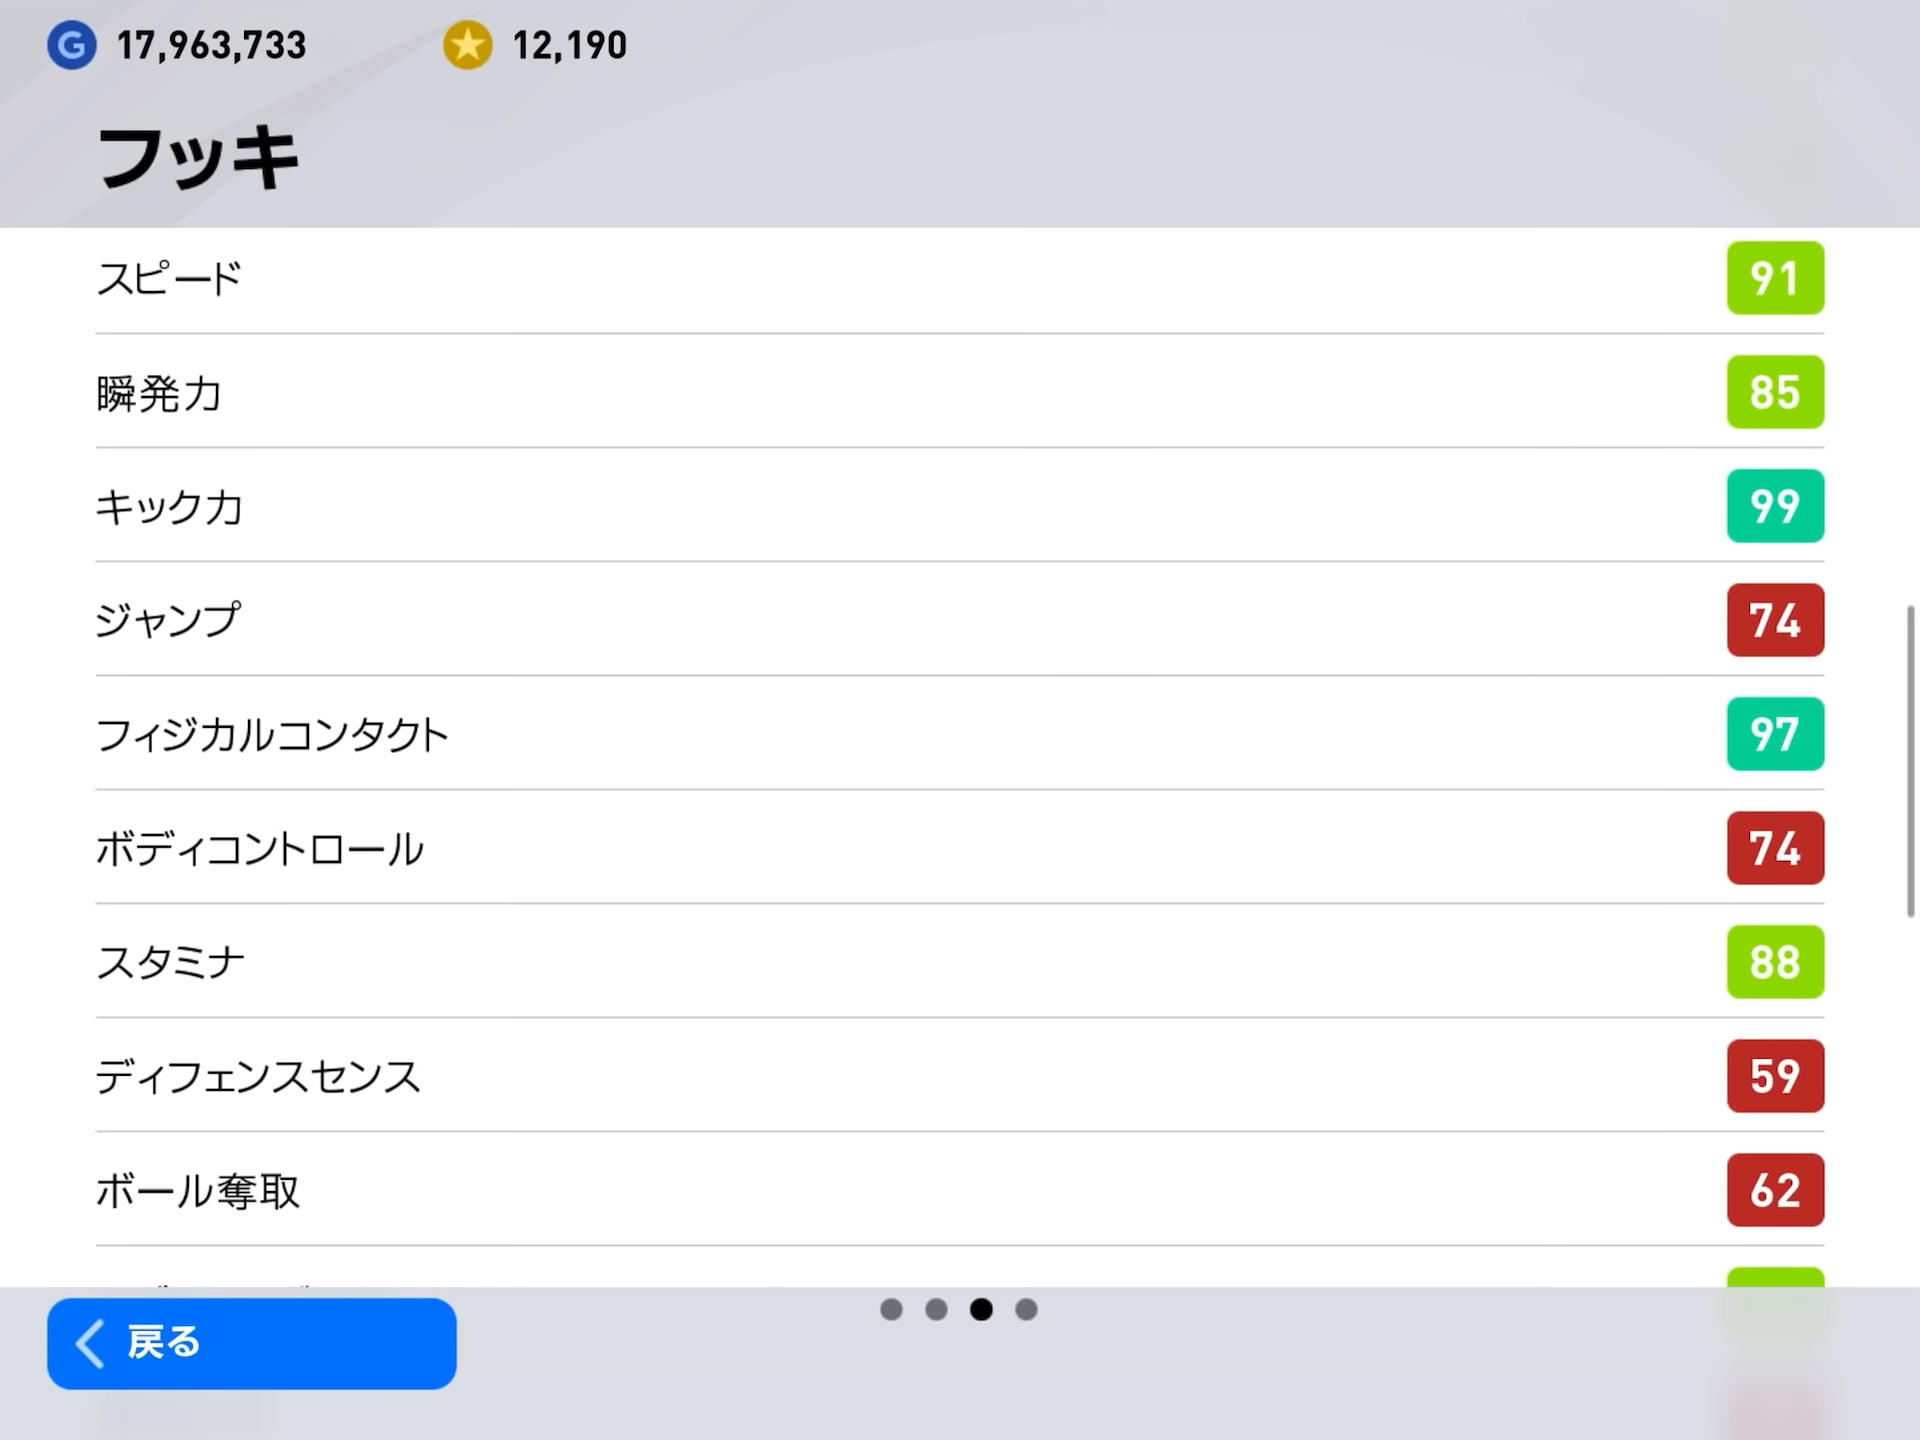 G 17,963,733 12,190
フッキ
スピード 91
瞬発力 85
キック力 99
ジャンプ 74
フィジカルコンタクト 97
ボディコントロール 74
スタミナ 88
ディフェンスセンス 59
ボール奪取 62
戻る